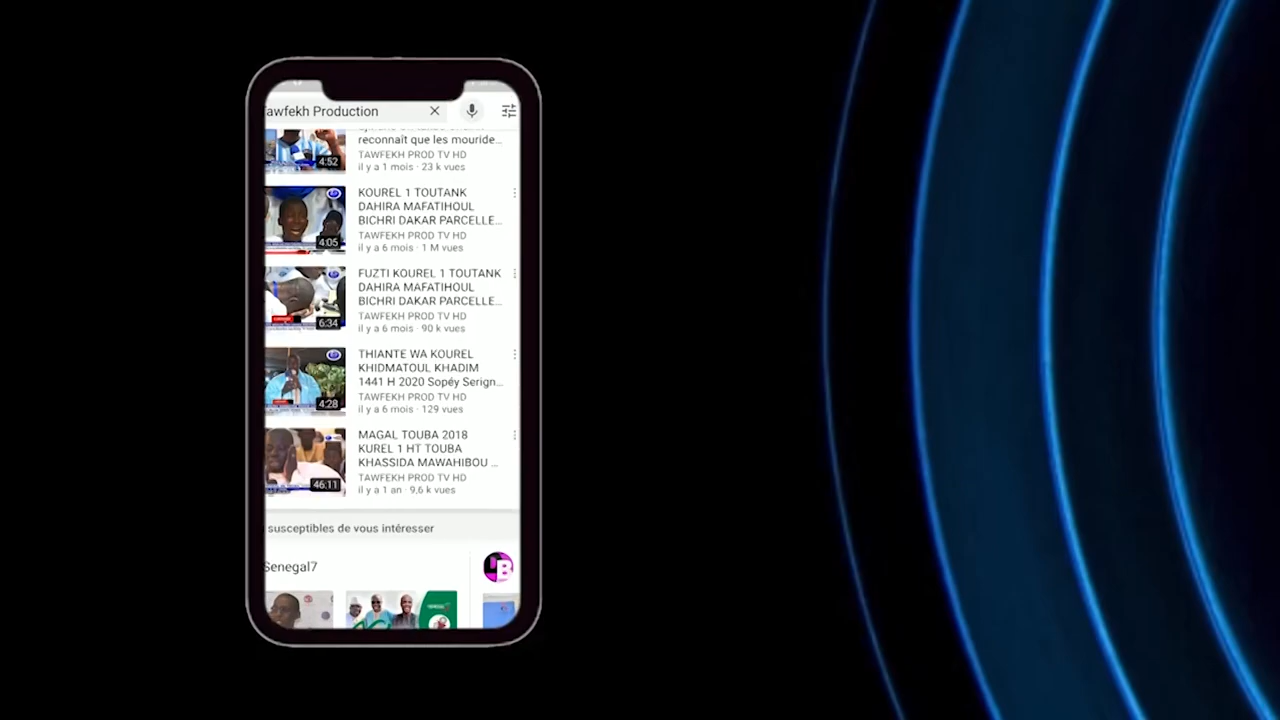 awfekh Production
reconnaît que les mouride...
TAWFEKH PROD TV HD
il y a 1 mois · 23 k vues
4:52
KOUREL 1 TOUTANK
DAHIRA MAFATIHOUL
BICHRI DAKAR PARCELLE...
TAWFEKH PROD TV HD
il y a 6 mois · 1 M vues
4:05
FUZTI KOUREL 1 TOUTANK
DAHIRA MAFATIHOUL
BICHRI DAKAR PARCELLE...
TAWFEKH PROD TV HD
il y a 6 mois · 90 k vues
6:34
THIANTE WA KOUREL
KHIDMATOUL KHADIM
1441 H 2020 Sopéy Serign...
TAWFEKH PROD TV HD
il y a 6 mois · 129 vues
4:28
MAGAL TOUBA 2018
KUREL 1 HT TOUBA
KHASSIDA MAWAHIBOU ...
TAWFEKH PROD TV HD
il y a 1 an · 9,6 k vues
46:11
susceptibles de vous intéresser
Senegal7